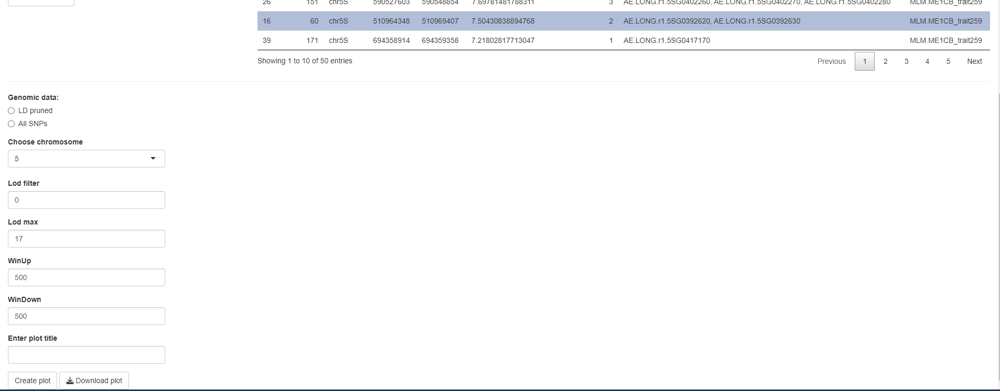 26 151 chr5S 590527603 590548854 7.69781481788311 3 AE.LONG.r1.5SG0402260, AE.LONG.r1.5SG0402270, AE.LONG.r1.5SG0402280 MLM.ME1CB_trait259
16 60 chr5S 510964348 510969407 7.50430838894768 2 AE.LONG.r1.5SG0392620, AE.LONG.r1.5SG0392630 MLM.ME1CB_trait259
39 171 chr5S 694358914 694359358 7.21802817713047 1 AE.LONG.r1.5SG0417170 MLM.ME1CB_trait259
Showing 1 to 10 of 50 entries Previous 1 2 3 4 5 Next
Genomic data:
LD pruned
All SNPs
Choose chromosome
5
Lod filter
0
Lod max
17
WinUp
500
WinDown
500
Enter plot title
Create plot Download plot